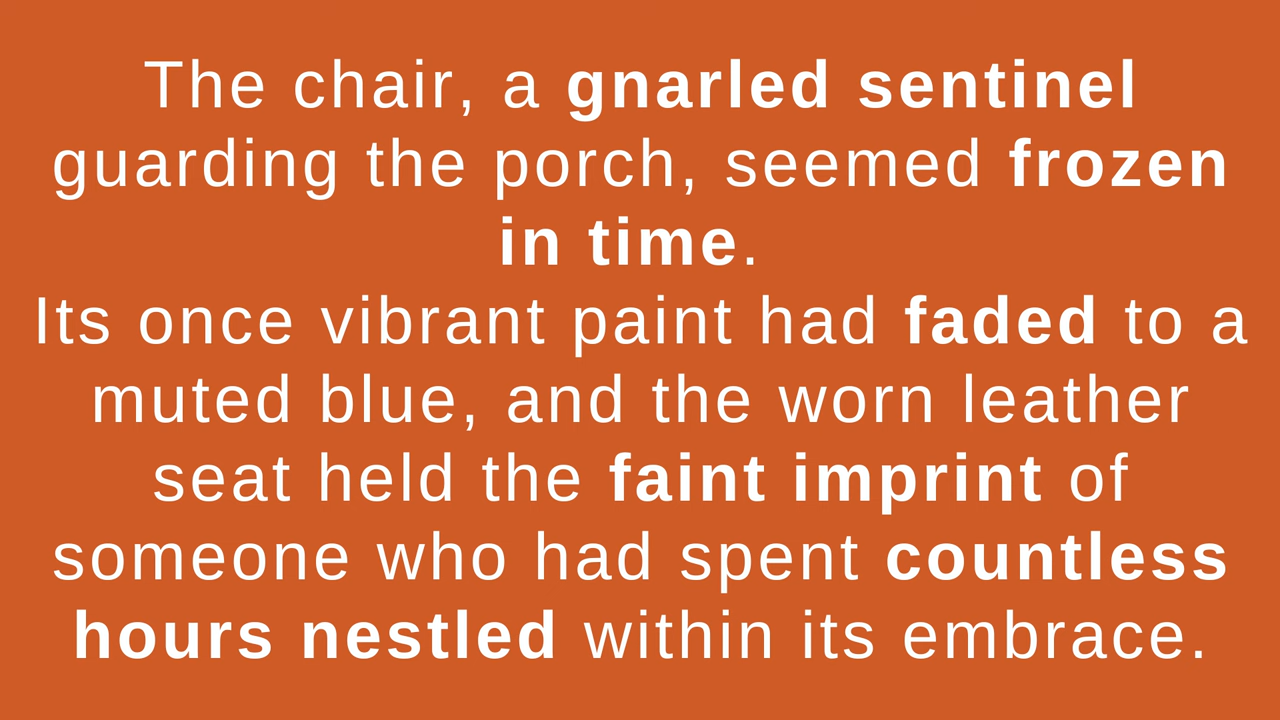 The chair, a gnarled sentinel
guarding the porch, seemed frozen
in time.
Its once vibrant paint had faded to a
muted blue, and the worn leather
seat held the faint imprint of
someone who had spent countless
hours nestled within its embrace.